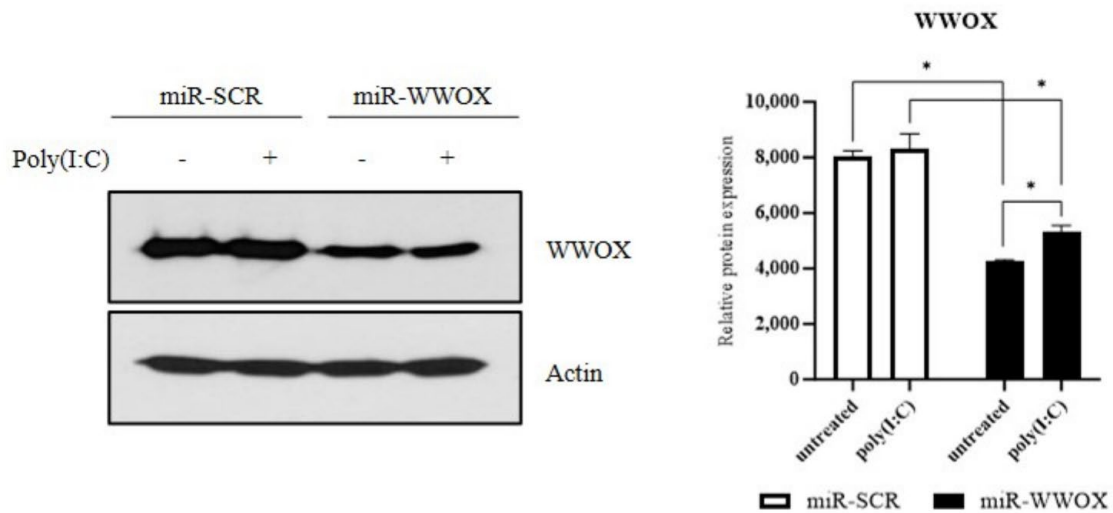 miR-SCR miR-WWOX
Poly(I:C) - + - +
WWOX
Actin
WWOX
* *
*
Relative protein expression
10,000
8,000
6,000
4,000
2,000
0
untreated poly(I:C) untreated poly(I:C)
miR-SCR miR-WWOX